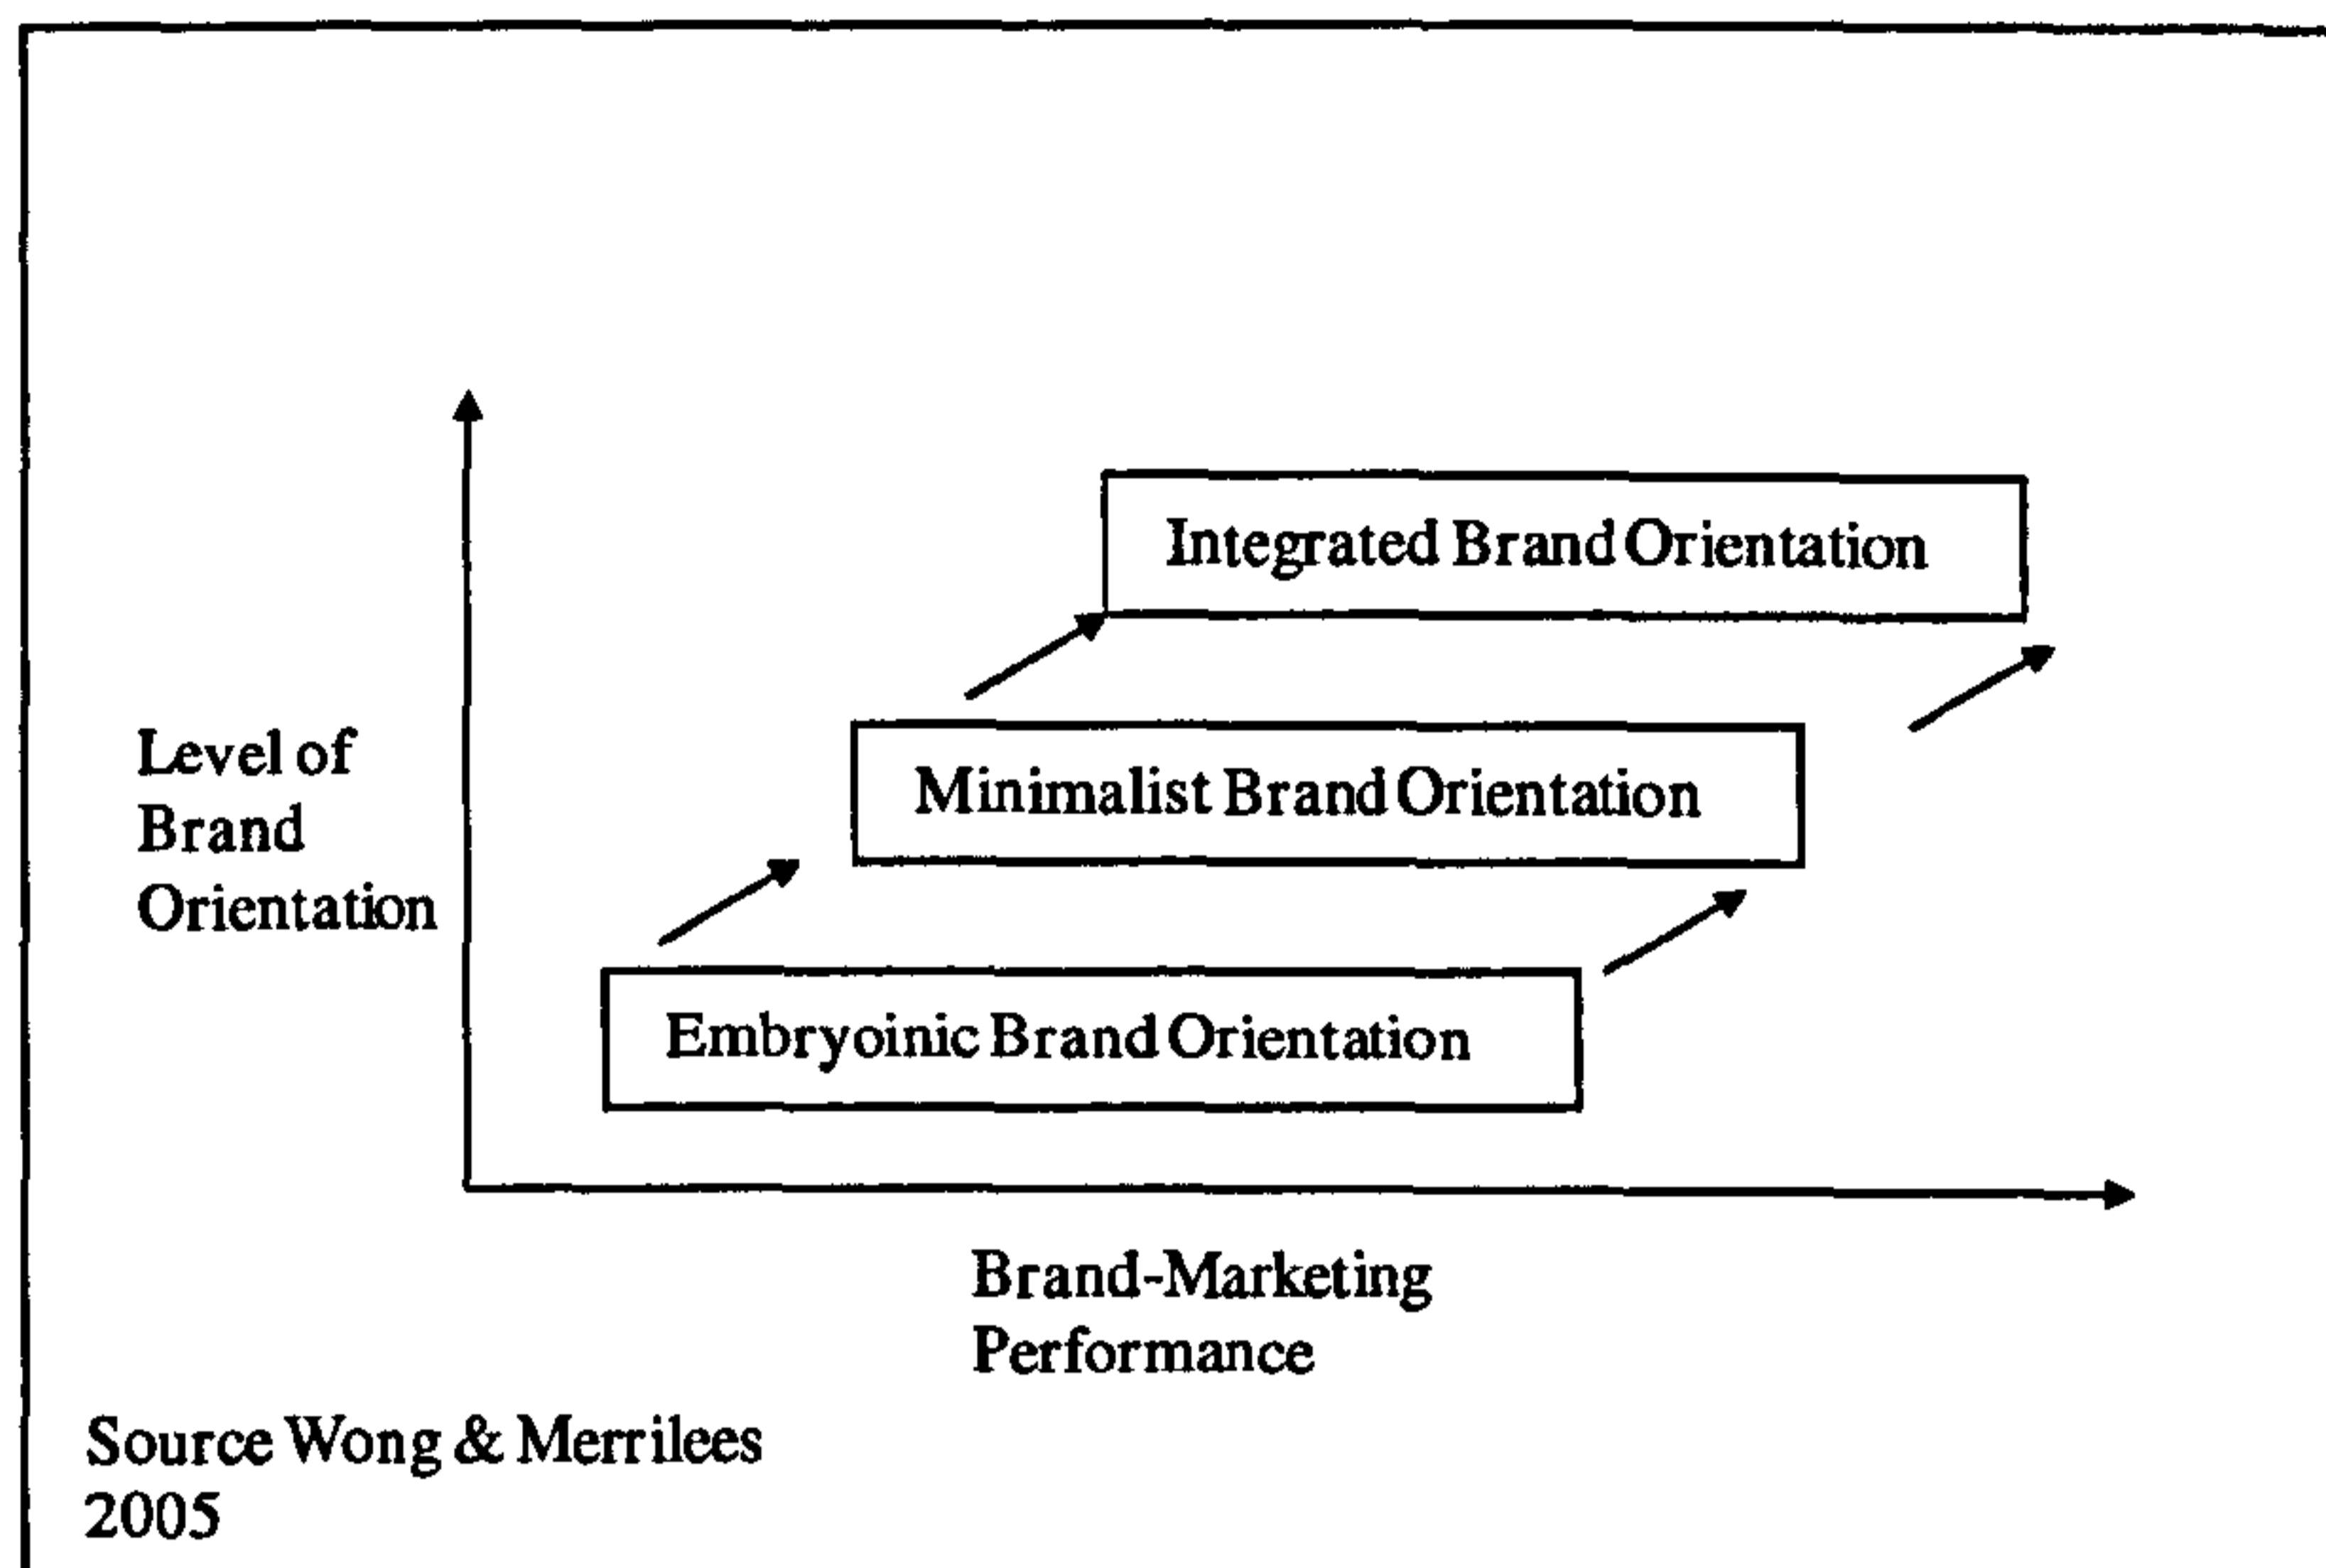 Integrated Brand Orientation
Level of
Brand
Orientation
Minimalist Brand Orientation
Embryoinic Brand Orientation
Brand-Marketing
Performance
Source Wong & Merrilees
2005